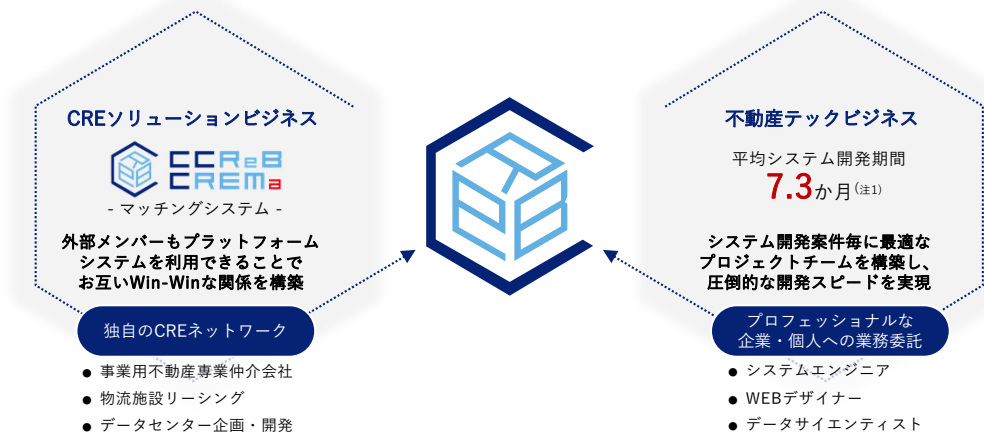 CREソリューションビジネス
CCReB
CREMa
- マッチングシステム -
外部メンバーもプラットフォーム
システムを利用できることで
お互いWin-Winな関係を構築
独自のCREネットワーク
● 事業用不動産専業仲介会社
● 物流施設リーシング
● データセンター企画・開発
不動産テックビジネス
平均システム開発期間
7.3か月(注1)
システム開発案件毎に最適な
プロジェクトチームを構築し、
圧倒的な開発スピードを実現
プロフェッショナルな
企業・個人への業務委託
● システムエンジニア
● WEBデザイナー
● データサイエンティスト